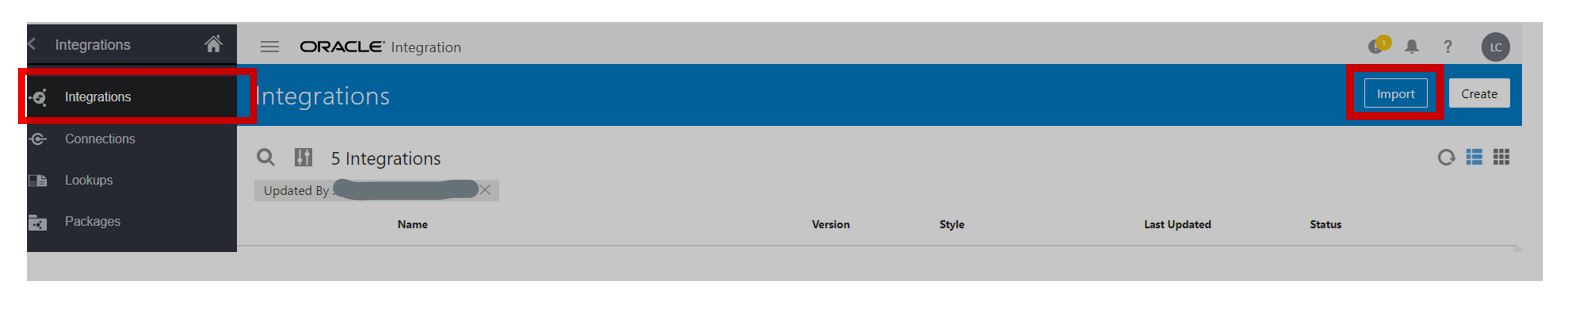 Integrations
ORACLE Integration
1
?
LC
Integrations
Integrations
Import
Create
Connections
5 Integrations
Lookups
Updated By
Packages
Name Version Style Last Updated Status